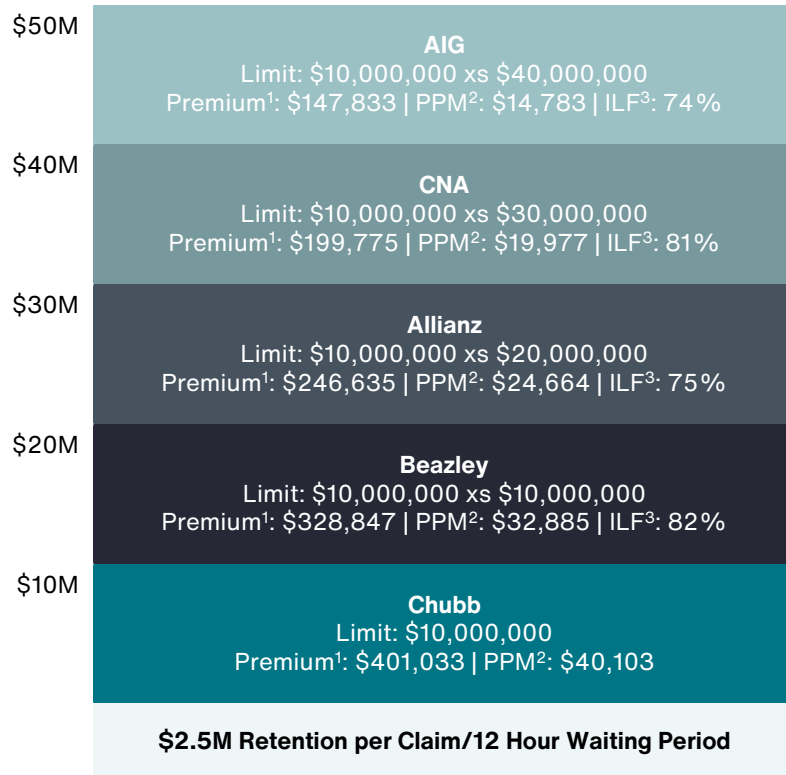 $50M
AIG
Limit: $10,000,000 xs $40,000,000
Premium¹: $147,833 | PPM²: $14,783 | ILF³: 74%
$40M
CNA
Limit: $10,000,000 xs $30,000,000
Premium¹: $199,775 | PPM²: $19,977 | ILF³: 81%
$30M
Allianz
Limit: $10,000,000 xs $20,000,000
Premium¹: $246,635 | PPM²: $24,664 | ILF³: 75%
$20M
Beazley
Limit: $10,000,000 xs $10,000,000
Premium¹: $328,847 | PPM²: $32,885 | ILF³: 82%
$10M
Chubb
Limit: $10,000,000
Premium¹: $401,033 | PPM²: $40,103
$2.5M Retention per Claim/12 Hour Waiting Period